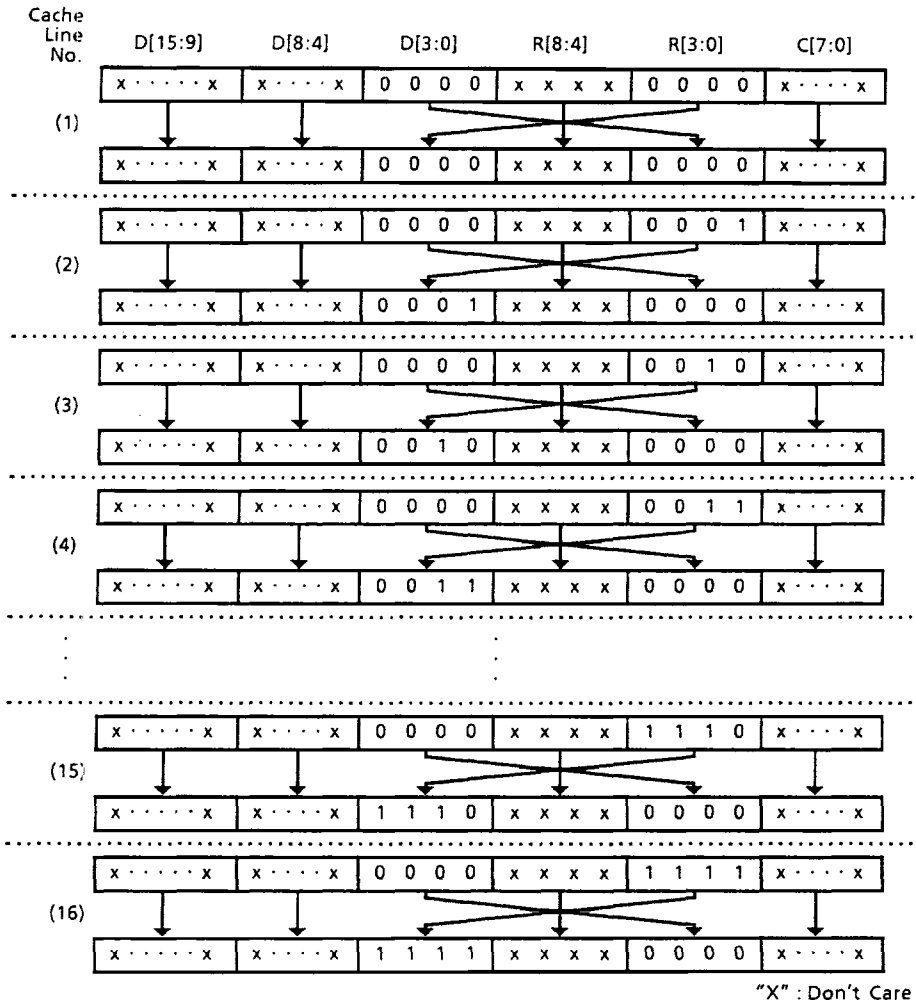 Cache
Line
No.
D[15:9] D[8:4] D[3:0] R[8:4] R[3:0] C[7:0]
x · · · · · x x · · · · x 0 0 0 0 x x x x 0 0 0 0 x · · · · x
(1)
x · · · · · x x · · · · x 0 0 0 0 x x x x 0 0 0 0 x · · · · x
x · · · · · x x · · · · x 0 0 0 0 x x x x 0 0 0 1 x · · · · x
(2)
x · · · · · x x · · · · x 0 0 0 1 x x x x 0 0 0 0 x · · · · x
x · · · · · x x · · · · x 0 0 0 0 x x x x 0 0 1 0 x · · · · x
(3)
x · · · · · x x · · · · x 0 0 1 0 x x x x 0 0 0 0 x · · · · x
x · · · · · x x · · · · x 0 0 0 0 x x x x 0 0 1 1 x · · · · x
(4)
x · · · · · x x · · · · x 0 0 1 1 x x x x 0 0 0 0 x · · · · x
x · · · · · x x · · · · x 0 0 0 0 x x x x 1 1 1 0 x · · · · x
(15)
x · · · · · x x · · · · x 1 1 1 0 x x x x 0 0 0 0 x · · · · x
x · · · · · x x · · · · x 0 0 0 0 x x x x 1 1 1 1 x · · · · x
(16)
x · · · · · x x · · · · x 1 1 1 1 x x x x 0 0 0 0 x · · · · x
"X" : Don't Care